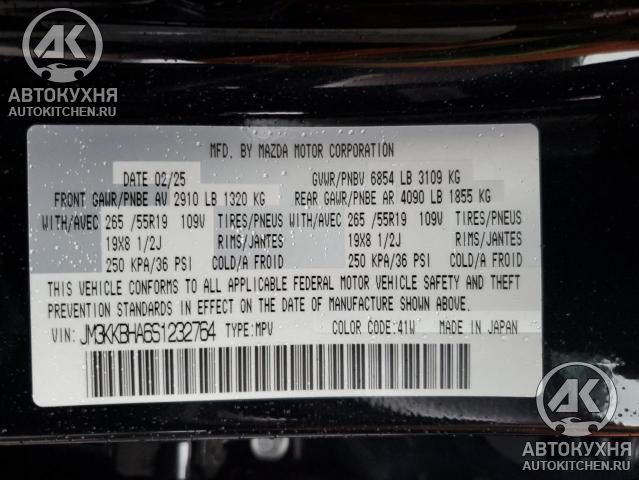 AK
АВТОКУХНЯ
AUTOKITCHEN.RU
MFD. BY MAZDA MOTOR CORPORATION
DATE 02/25 GVWR/PNBV 6854 LB 3109 KG
FRONT GAWR/PNBE AV 2910 LB 1320 KG REAR GAWR/PNBE AR 4090 LB 1855 KG
WITH/AVEC 265 /55R19 109V TIRES/PNEUS WITH/AVEC 265 /55R19 109V TIRES/PNEUS
19X8 1/2J RIMS/JANTES 19X8 1/2J RIMS/JANTES
250 KPA/36 PSI COLD/A FROID 250 KPA/36 PSI COLD/A FROID
THIS VEHICLE CONFORMS TO ALL APPLICABLE FEDERAL MOTOR VEHICLE SAFETY AND THEFT
PREVENTION STANDARDS IN EFFECT ON THE DATE OF MANUFACTURE SHOWN ABOVE.
VIN: JM3KKBHA6S1232764 TYPE:MPV COLOR CODE:41W MADE IN JAPAN
AK
АВТОКУХНЯ
AUTOKITCHEN.RU